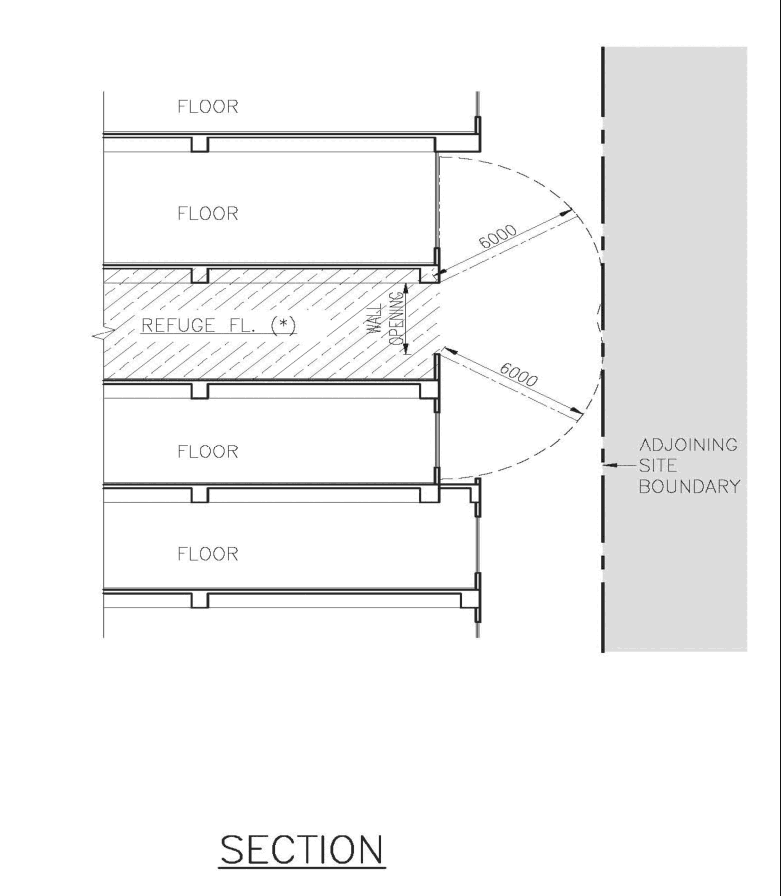 FLOOR
FLOOR
6000
WALL
OPENING
REFUGE FL. (*)
6000
FLOOR
ADJOINING
SITE
BOUNDARY
FLOOR
SECTION